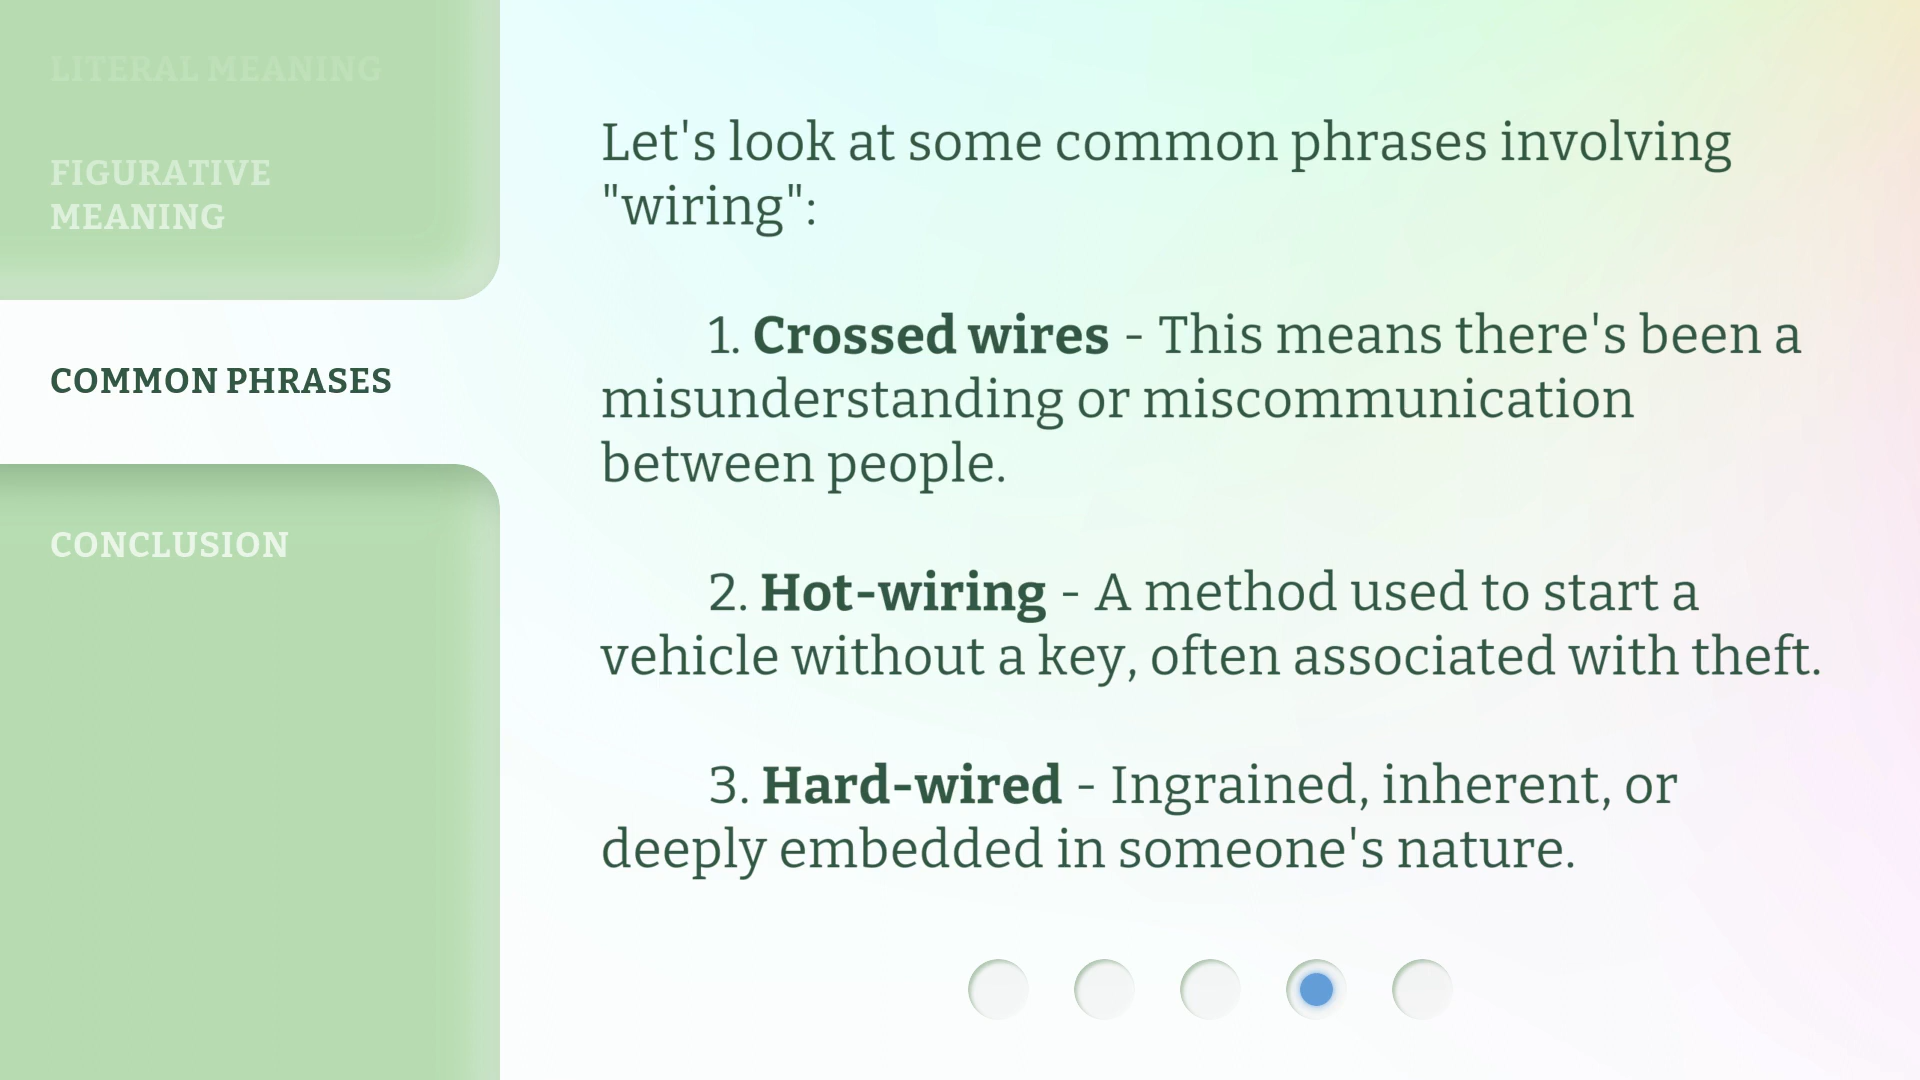 LITERAL MEANING
FIGURATIVE
MEANING
COMMON PHRASES
CONCLUSION
Let's look at some common phrases involving
"wiring":
1. Crossed wires - This means there's been a
misunderstanding or miscommunication
between people.
2. Hot-wiring - A method used to start a
vehicle without a key, often associated with theft.
3. Hard-wired - Ingrained, inherent, or
deeply embedded in someone's nature.